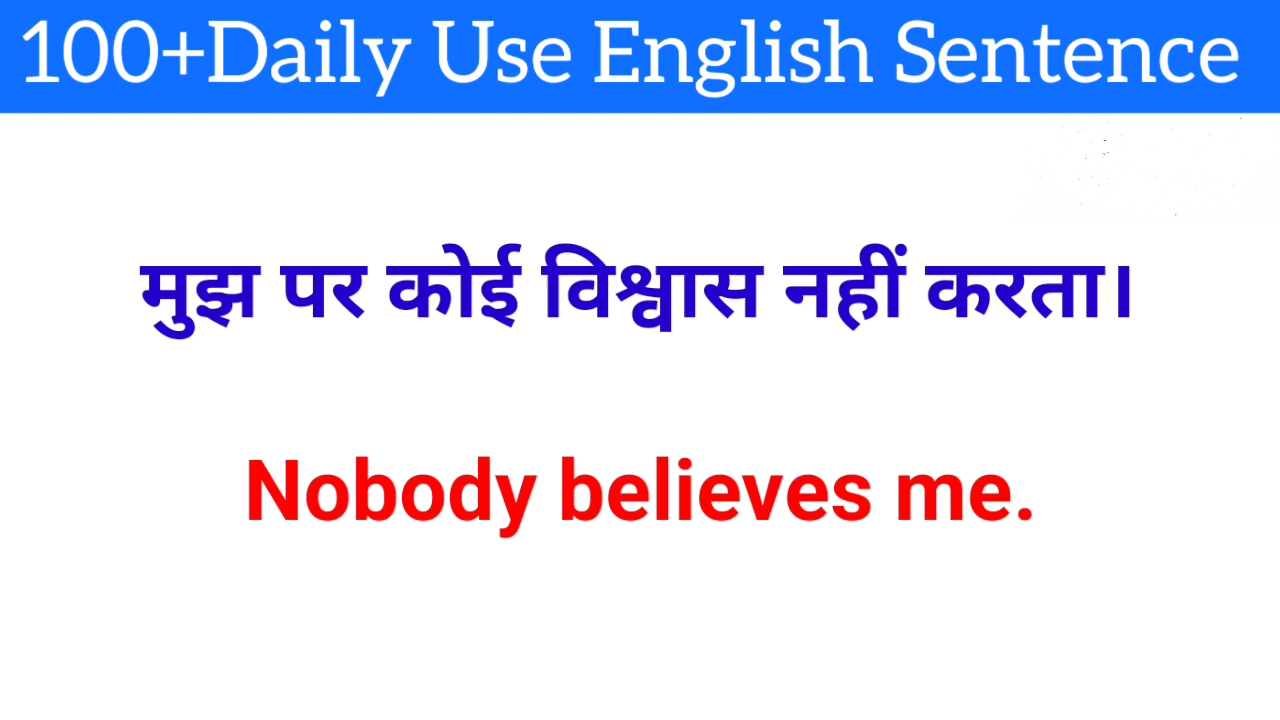 100+Daily Use English Sentence
मुझ पर कोई विश्वास नहीं करता।
Nobody believes me.